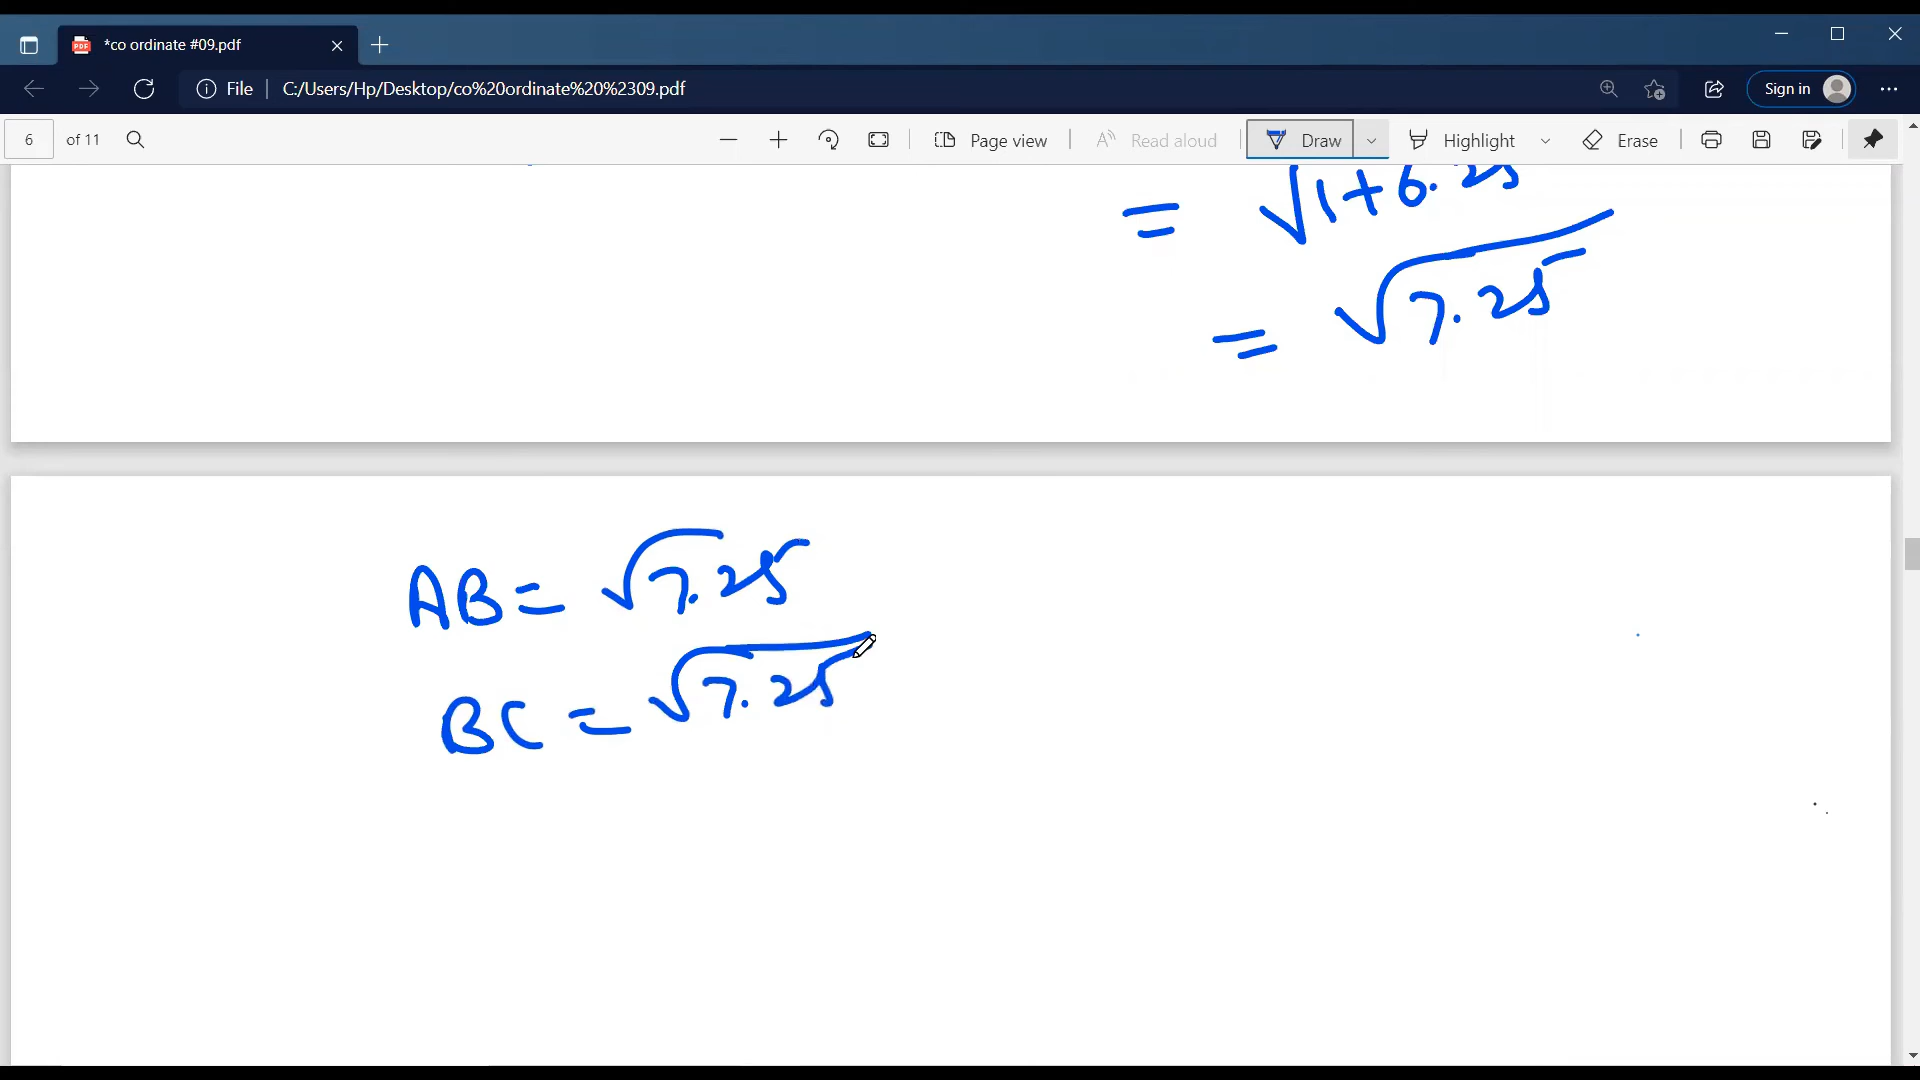 *co ordinate #09.pdf
File C:/Users/Hp/Desktop/co%20ordinate%20%2309.pdf
Sign in
6 of 11
Page view
Read aloud
Draw
Highlight
Erase
= √1+6.25
= √7.25
AB = √7.25
BC = √7.25